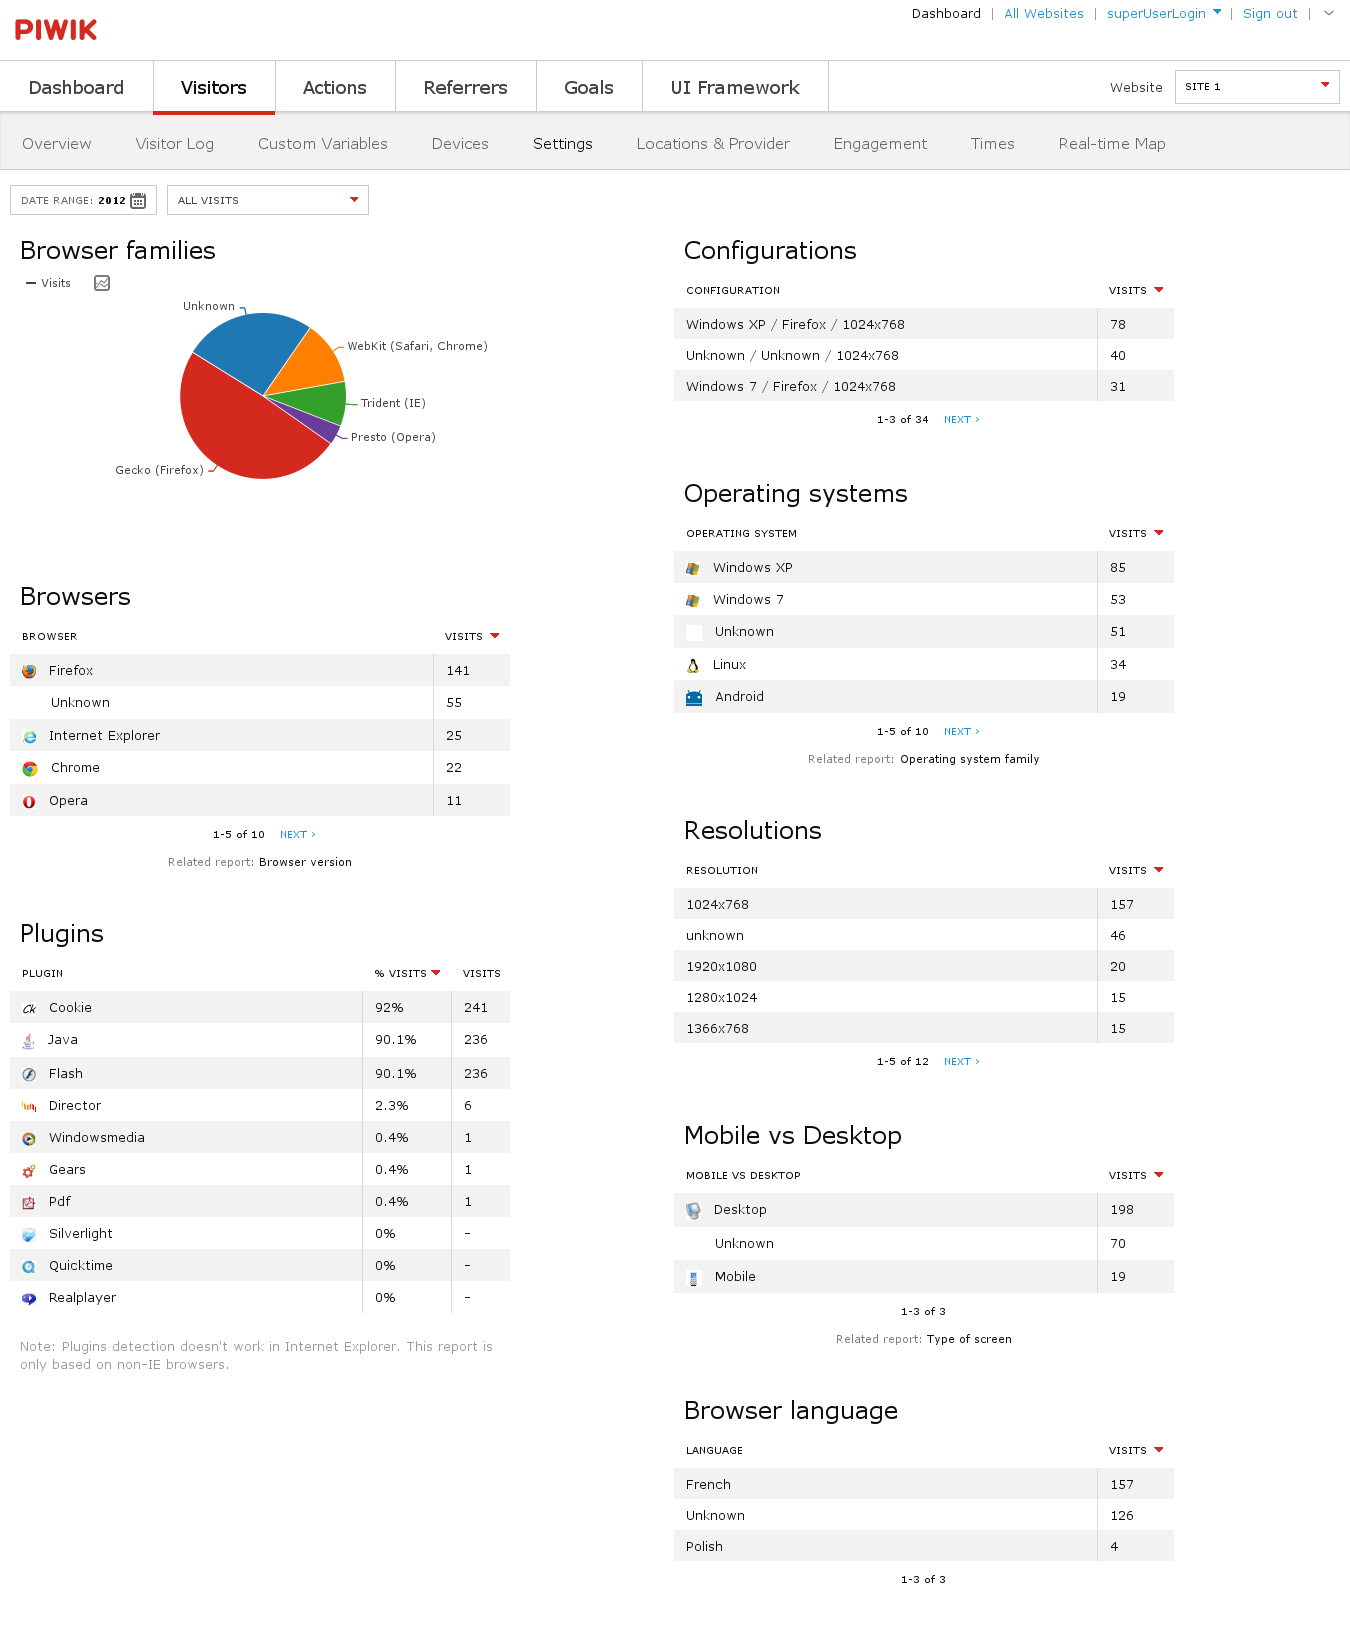 PIWIK
Dashboard | All Websites | superUserLogin | Sign out |
Dashboard Visitors Actions Referrers Goals UI Framework Website SITE 1
Overview Visitor Log Custom Variables Devices Settings Locations & Provider Engagement Times Real-time Map
DATE RANGE: 2012 ALL VISITS
Browser families
Visits
Unknown
WebKit (Safari, Chrome)
Trident (IE)
Presto (Opera)
Gecko (Firefox)
Browsers
BROWSER VISITS
Firefox 141
Unknown 55
Internet Explorer 25
Chrome 22
Opera 11
1-5 of 10 NEXT ›
Related report: Browser version
Plugins
PLUGIN % VISITS VISITS
Cookie 92% 241
Java 90.1% 236
Flash 90.1% 236
Director 2.3% 6
Windowsmedia 0.4% 1
Gears 0.4% 1
Pdf 0.4% 1
Silverlight 0% -
Quicktime 0% -
Realplayer 0% -
Note: Plugins detection doesn't work in Internet Explorer. This report is
only based on non-IE browsers.
Configurations
CONFIGURATION VISITS
Windows XP / Firefox / 1024x768 78
Unknown / Unknown / 1024x768 40
Windows 7 / Firefox / 1024x768 31
1-3 of 34 NEXT ›
Operating systems
OPERATING SYSTEM VISITS
Windows XP 85
Windows 7 53
Unknown 51
Linux 34
Android 19
1-5 of 10 NEXT ›
Related report: Operating system family
Resolutions
RESOLUTION VISITS
1024x768 157
unknown 46
1920x1080 20
1280x1024 15
1366x768 15
1-5 of 12 NEXT ›
Mobile vs Desktop
MOBILE VS DESKTOP VISITS
Desktop 198
Unknown 70
Mobile 19
1-3 of 3
Related report: Type of screen
Browser language
LANGUAGE VISITS
French 157
Unknown 126
Polish 4
1-3 of 3